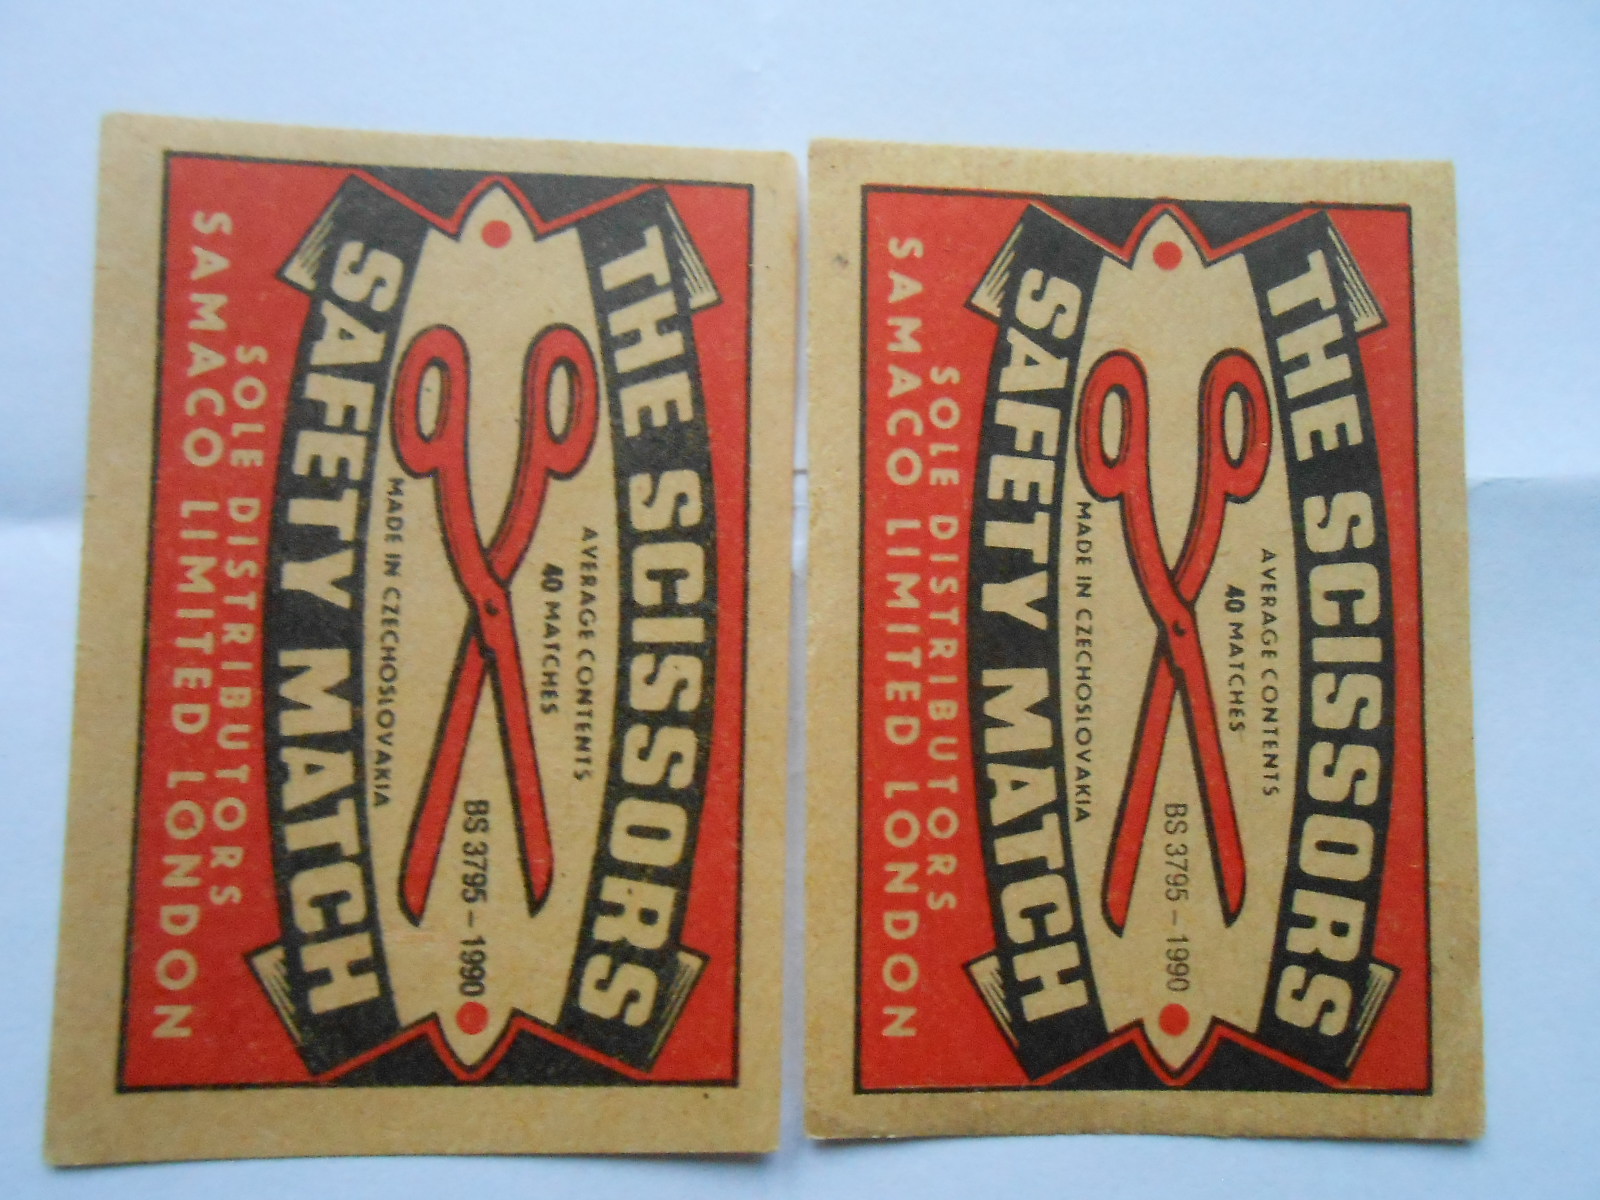 THE SCISSORS
AVERAGE CONTENTS
40 MATCHES
BS 3795 – 1990
MADE IN CZECHOSLOVAKIA
SAFETY MATCH
SOLE DISTRIBUTORS
SAMACO LIMITED LONDON
THE SCISSORS
AVERAGE CONTENTS
40 MATCHES
BS 3795 – 1990
MADE IN CZECHOSLOVAKIA
SAFETY MATCH
SOLE DISTRIBUTORS
SAMACO LIMITED LONDON